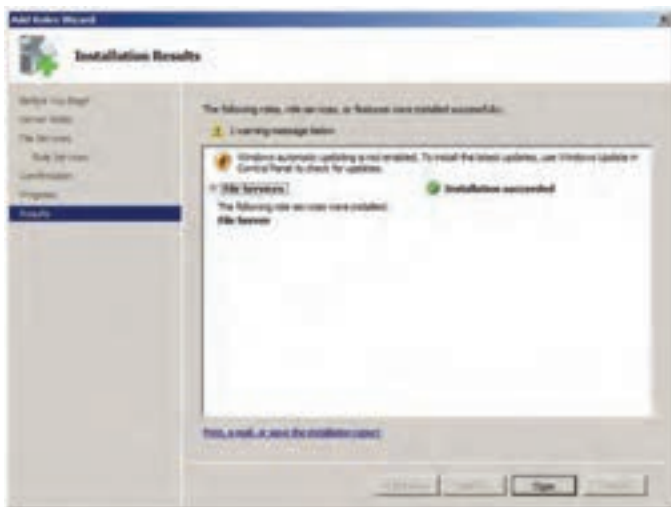 Add Roles Wizard
Installation Results
Before You Begin
Server Roles
File Services
Role Services
Confirmation
Progress
Results
The following roles, role services, or features were installed successfully:
1 warning message below
Windows automatic updating is not enabled. To install the latest updates, use Windows Update in
Control Panel to check for updates.
File Services
Installation succeeded
The following role services were installed:
File Server
Print, e-mail, or save the installation report